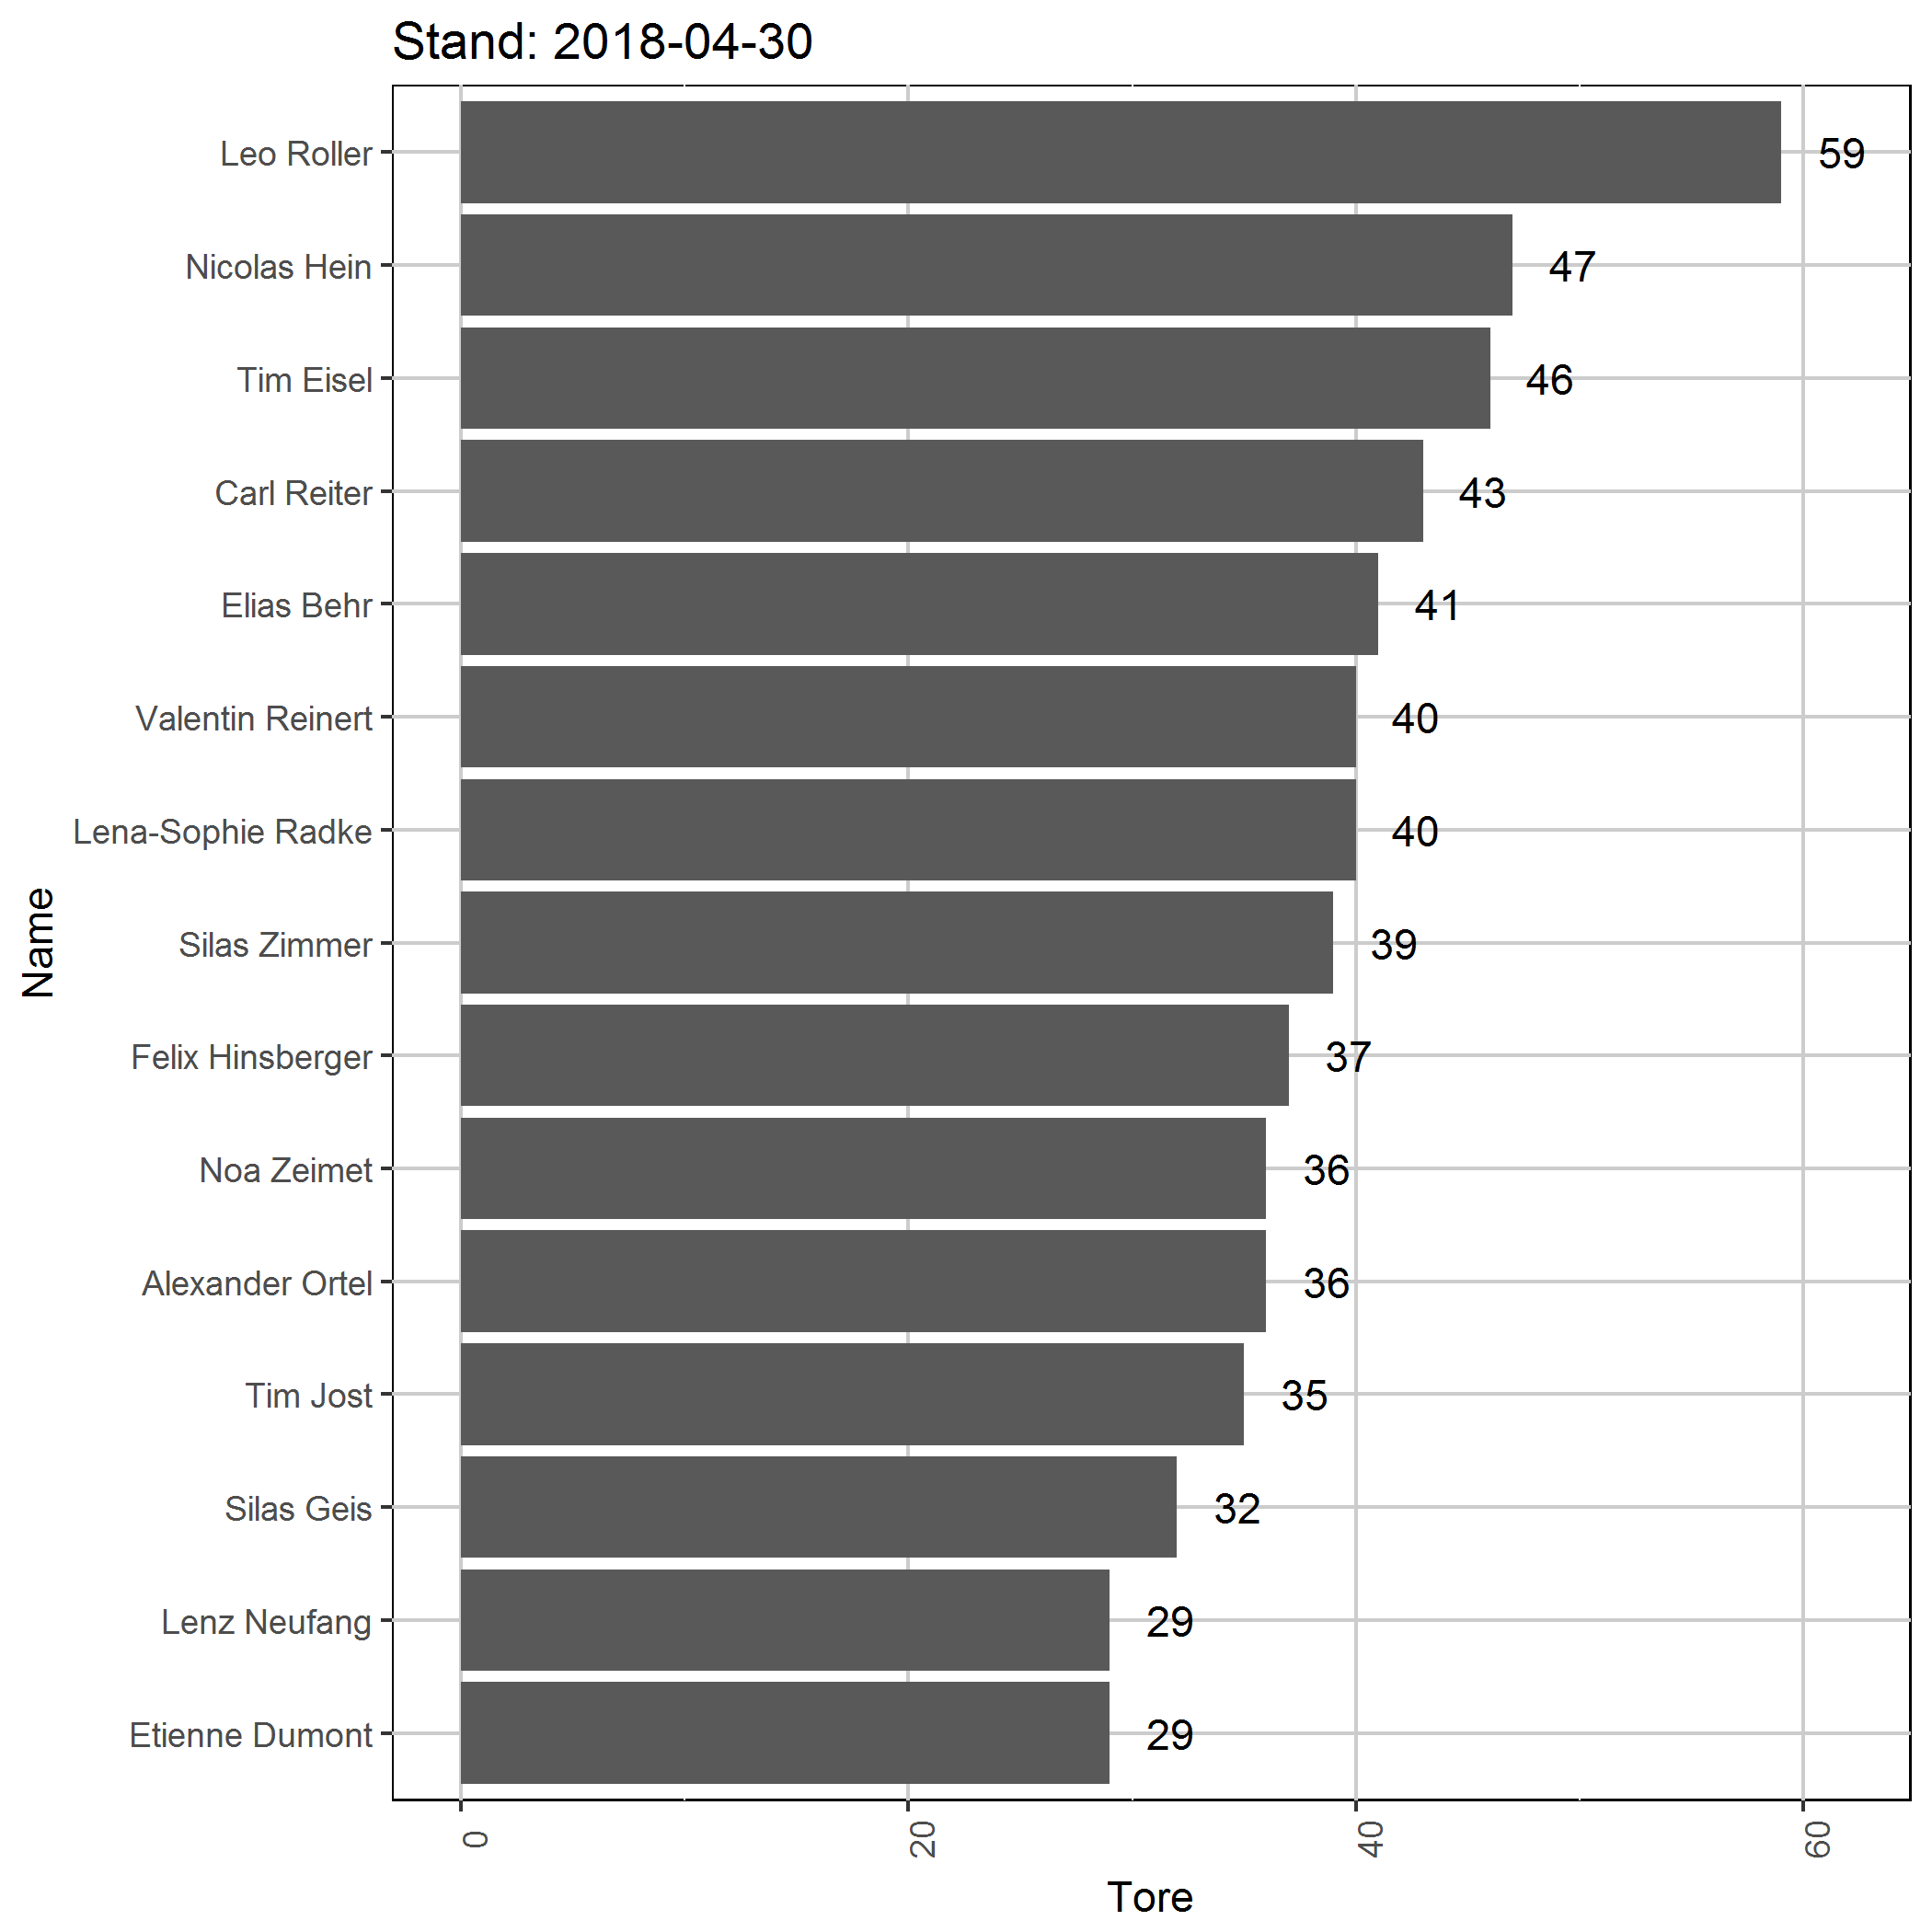 Stand: 2018-04-30
Leo Roller 59
Nicolas Hein 47
Tim Eisel 46
Carl Reiter 43
Elias Behr 41
Valentin Reinert 40
Lena-Sophie Radke 40
Silas Zimmer 39
Felix Hinsberger 37
Noa Zeimet 36
Alexander Ortel 36
Tim Jost 35
Silas Geis 32
Lenz Neufang 29
Etienne Dumont 29
Name
0 20 40 60
Tore